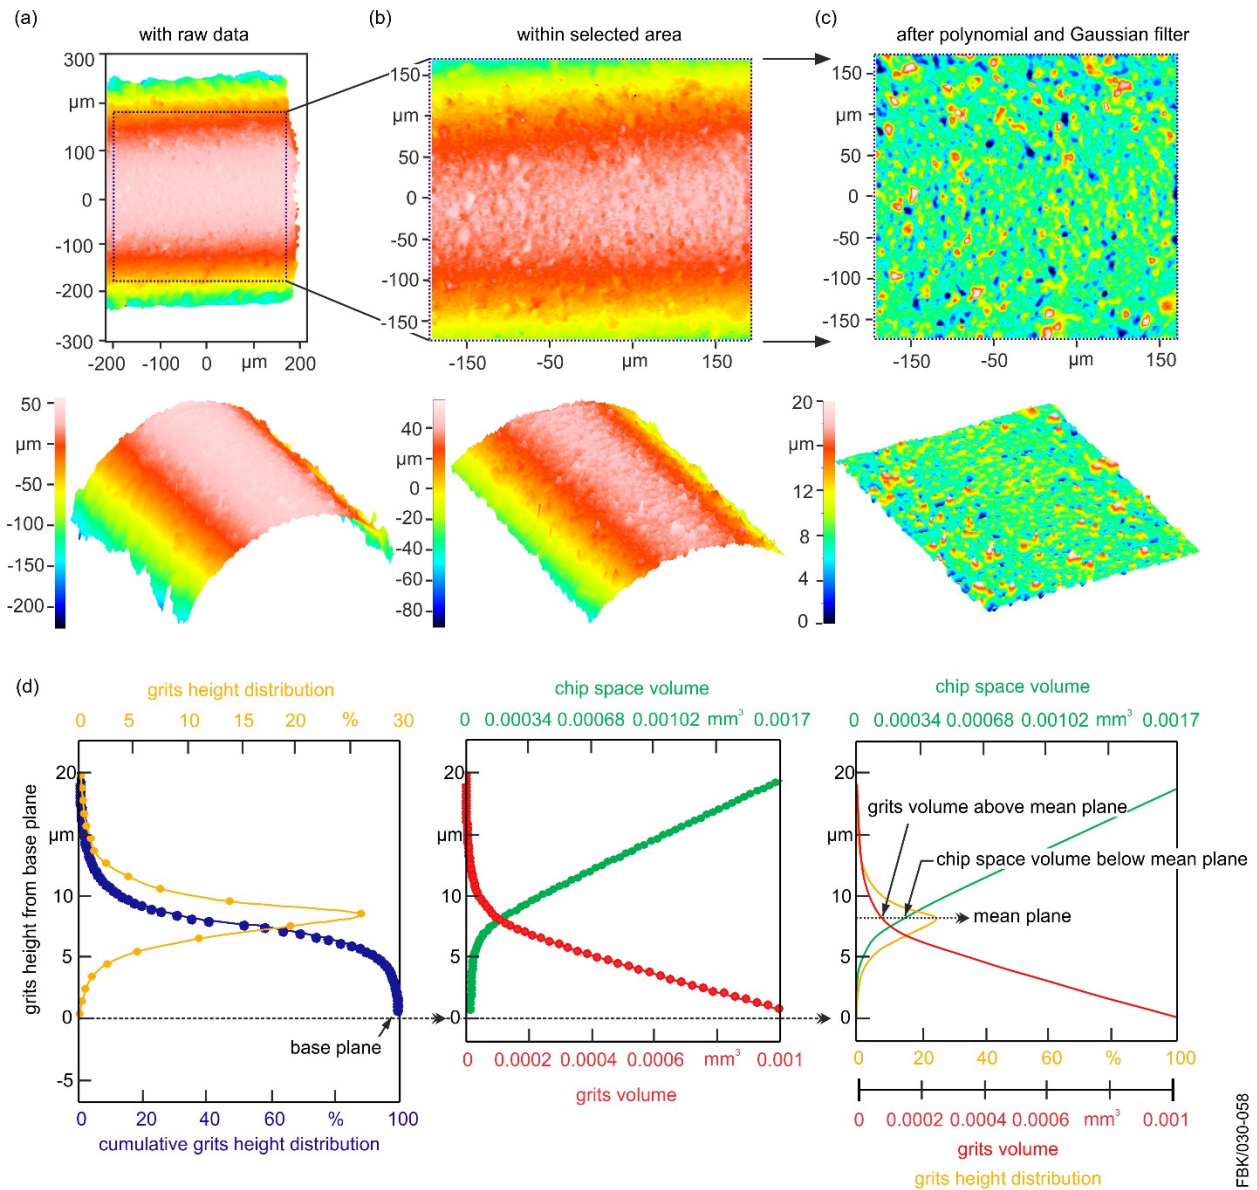 (a)
(b)
(c)
with raw data
within selected area
after polynomial and Gaussian filter
300
µm
100
0
-100
-200
-300
-200 -100 0 µm 200
150
µm
50
0
-50
-100
-150
-150 -50 µm 150
150
µm
50
0
-50
-100
-150
-150 -50 µm 50 150
50
µm
-50
-100
-200
40
µm
0
-20
-40
-60
-80
20
µm
12
8
4
0
(d)
grits height distribution
0 5 10 15 20 % 30
20
µm
10
5
0
-5
grits height from base plane
base plane
0 20 40 60 % 100
cumulative grits height distribution
chip space volume
0 0.00034 0.00068 0.00102 mm³ 0.0017
20
µm
10
5
0
0 0.0002 0.0004 0.0006 mm³ 0.001
grits volume
chip space volume
0 0.00034 0.00068 0.00102 mm³ 0.0017
20
grits volume above mean plane
µm
chip space volume below mean plane
10
mean plane
5
0
0 20 40 60 % 100
0 0.0002 0.0004 0.0006 mm³ 0.001
grits volume
grits height distribution
FBK/030-058